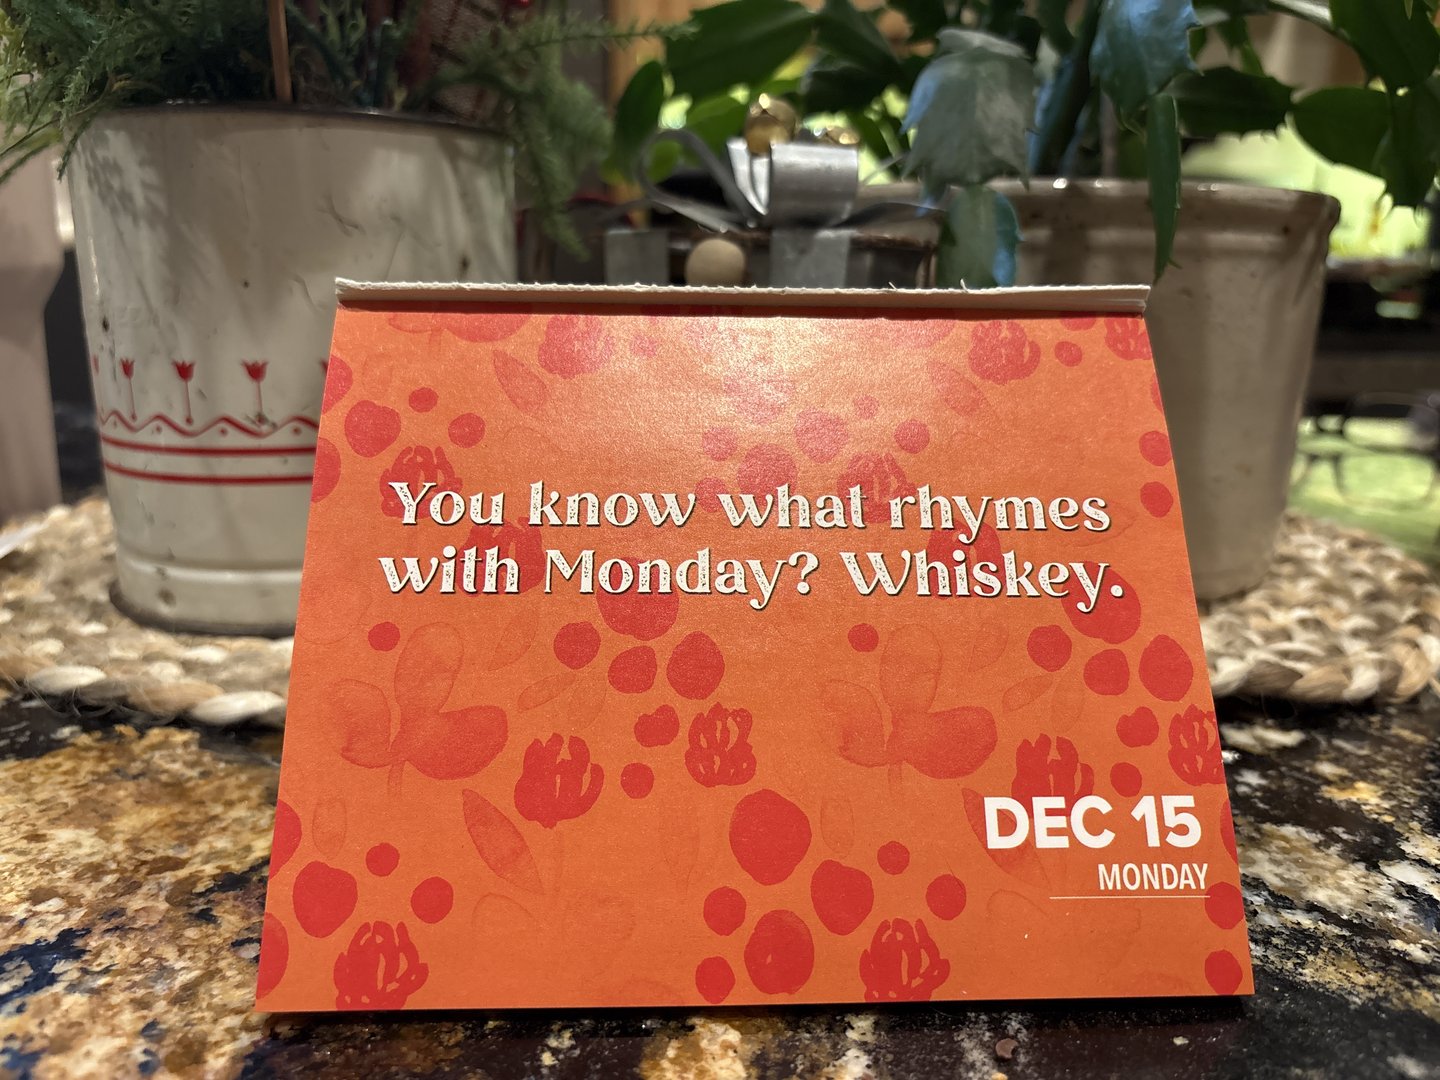 You know what rhymes
with Monday? Whiskey.
DEC 15
MONDAY